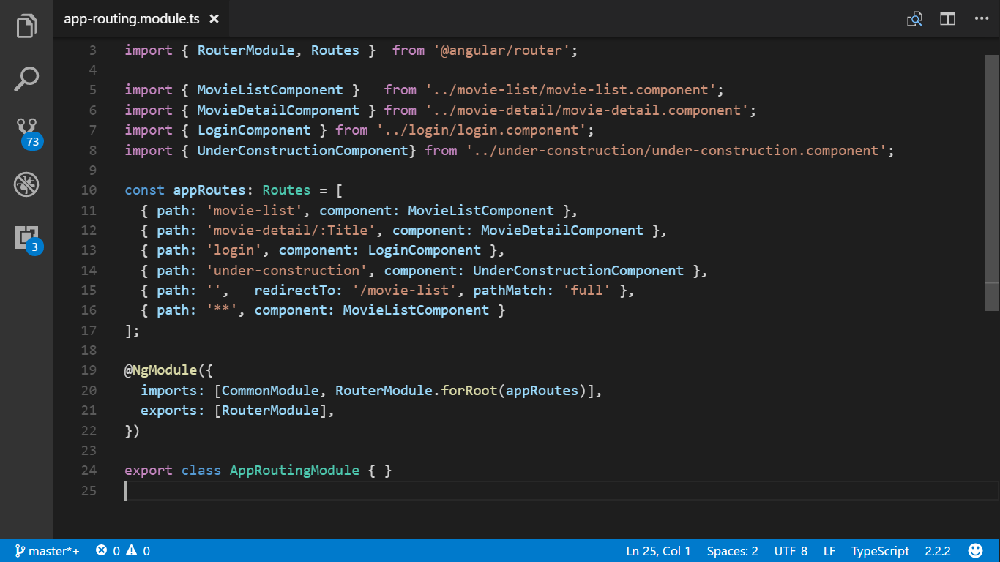 app-routing.module.ts ×
3 import { RouterModule, Routes }  from '@angular/router';
4
5 import { MovieListComponent }   from '../movie-list/movie-list.component';
6 import { MovieDetailComponent } from '../movie-detail/movie-detail.component';
7 import { LoginComponent } from '../login/login.component';
8 import { UnderConstructionComponent} from '../under-construction/under-construction.component';
9
10 const appRoutes: Routes = [
11   { path: 'movie-list', component: MovieListComponent },
12   { path: 'movie-detail/:Title', component: MovieDetailComponent },
13   { path: 'login', component: LoginComponent },
14   { path: 'under-construction', component: UnderConstructionComponent },
15   { path: '',   redirectTo: '/movie-list', pathMatch: 'full' },
16   { path: '**', component: MovieListComponent }
17 ];
18
19 @NgModule({
20   imports: [CommonModule, RouterModule.forRoot(appRoutes)],
21   exports: [RouterModule],
22 })
23
24 export class AppRoutingModule { }
25
73
3
master*+ 0 0 Ln 25, Col 1 Spaces: 2 UTF-8 LF TypeScript 2.2.2